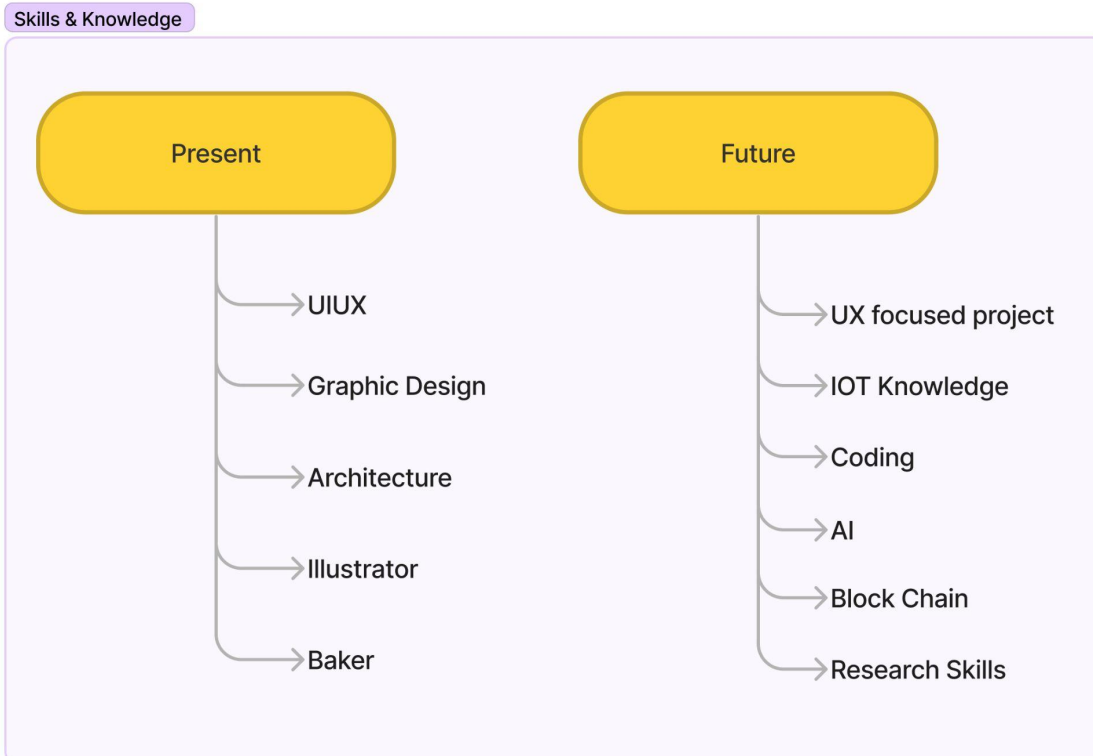 Skills & Knowledge
Present
UIUX
Graphic Design
Architecture
Illustrator
Baker
Future
UX focused project
IOT Knowledge
Coding
AI
Block Chain
Research Skills